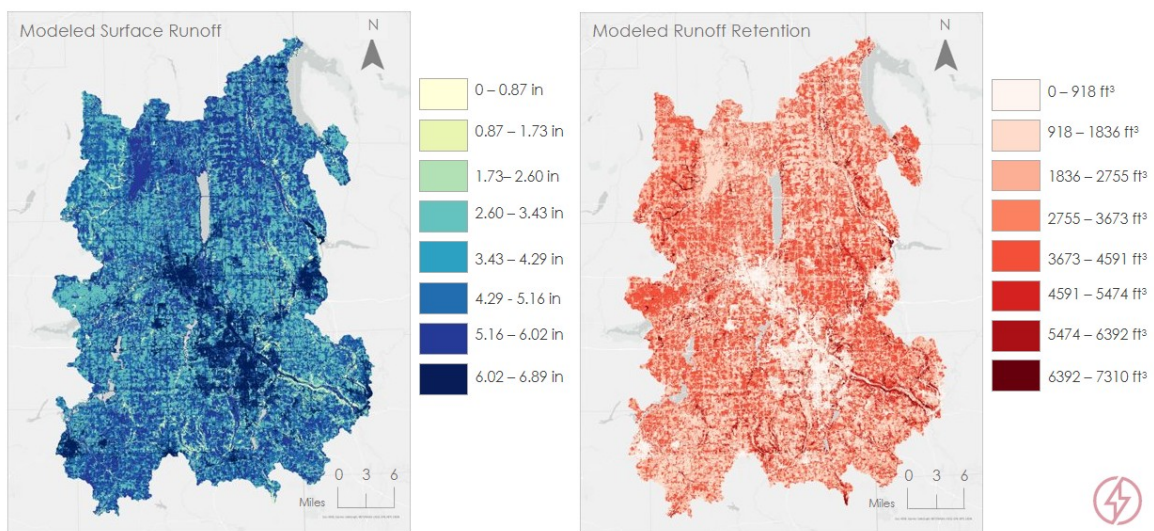 Modeled Surface Runoff
N
0 – 0.87 in
0.87 – 1.73 in
1.73– 2.60 in
2.60 – 3.43 in
3.43 – 4.29 in
4.29 - 5.16 in
5.16 – 6.02 in
6.02 – 6.89 in
0 3 6
Miles
Modeled Runoff Retention
N
0 – 918 ft³
918 – 1836 ft³
1836 – 2755 ft³
2755 – 3673 ft³
3673 – 4591 ft³
4591 – 5474 ft³
5474 – 6392 ft³
6392 – 7310 ft³
0 3 6
Miles